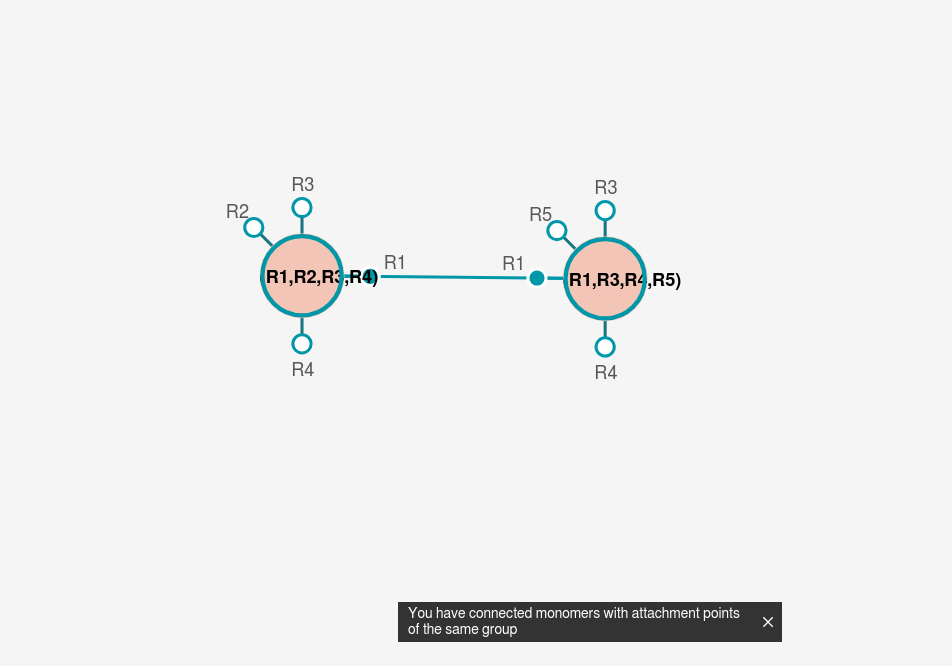 R3
R3
R2
R5
R1
R1
(R1,R2,R3,R4)
(R1,R3,R4,R5)
R4
R4
You have connected monomers with attachment points
of the same group